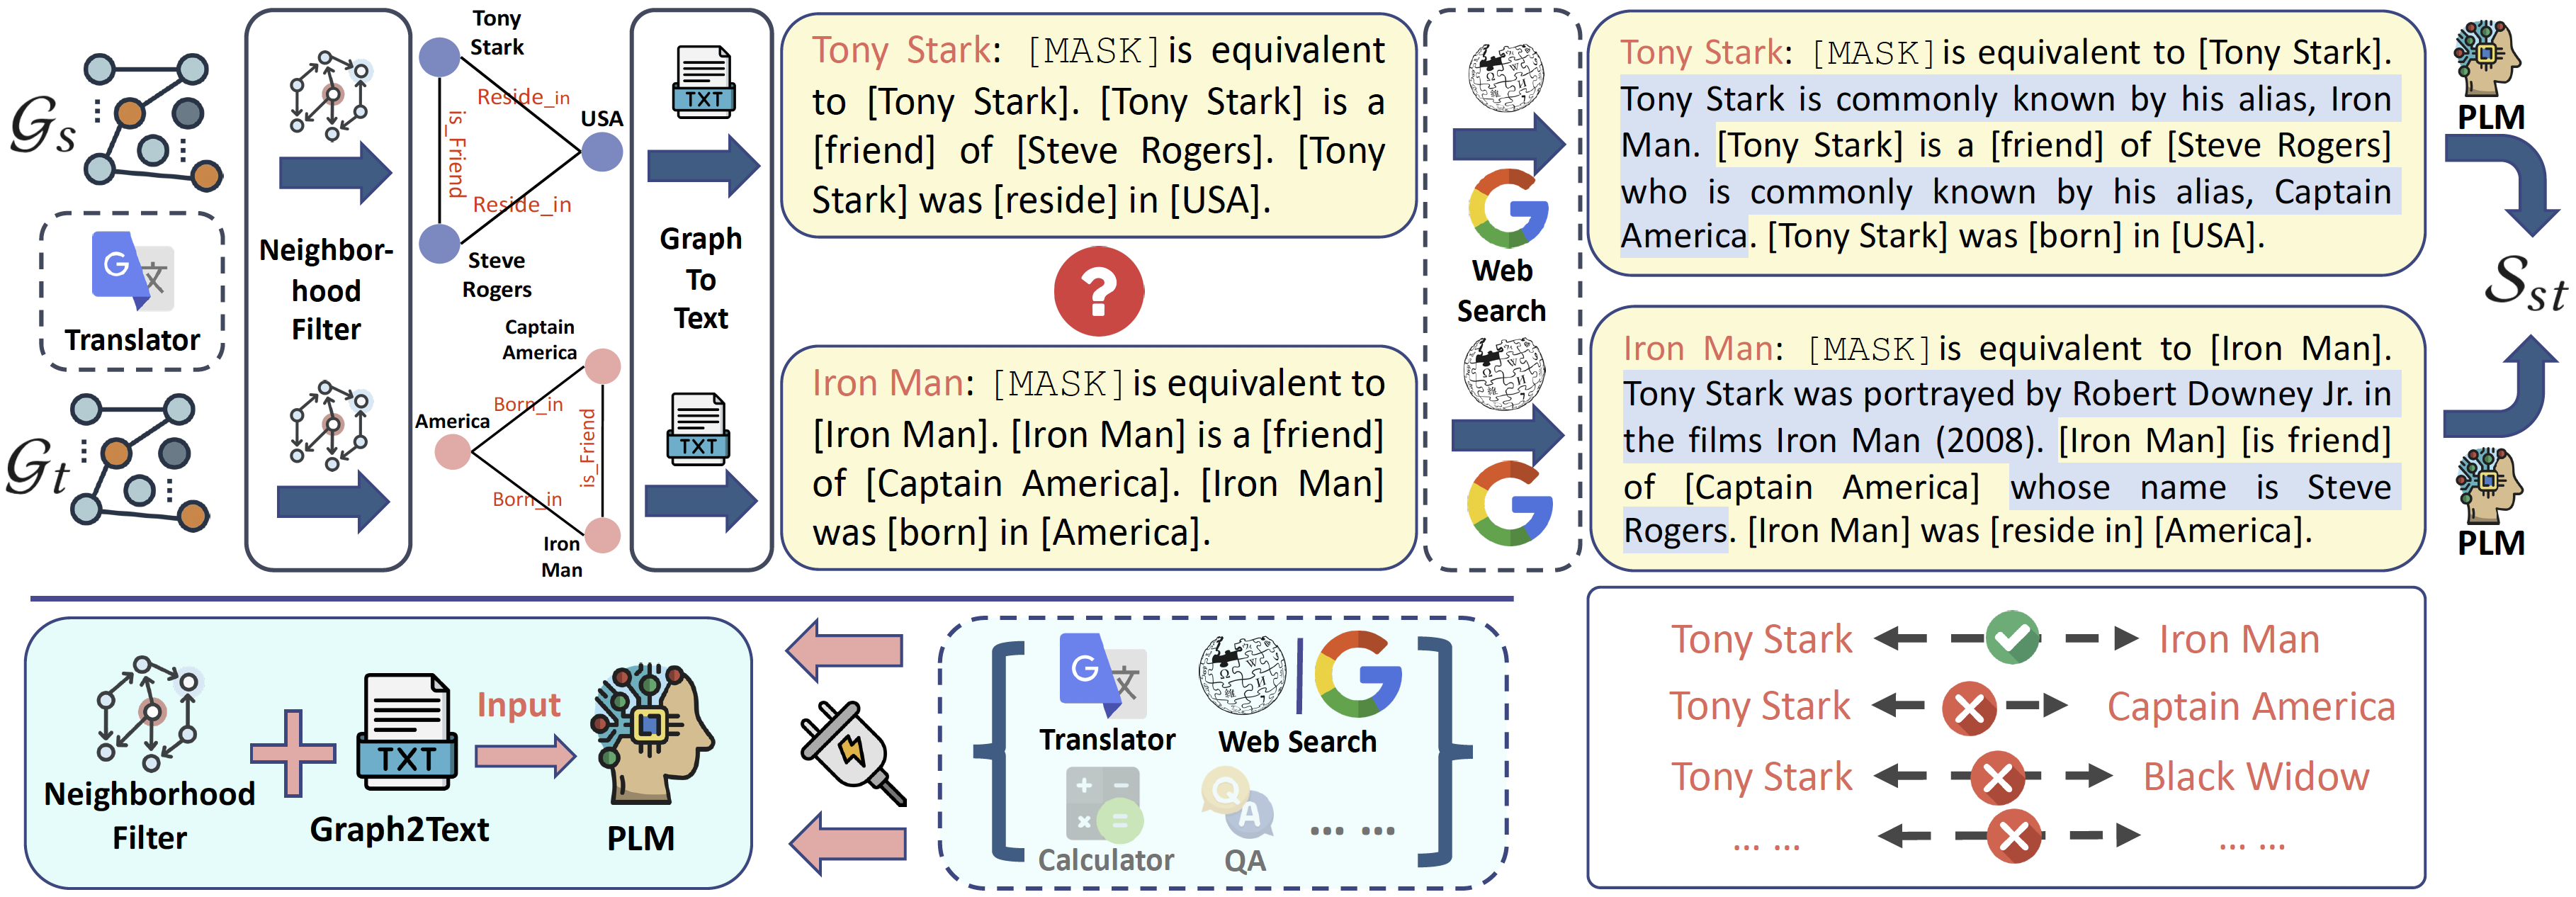 𝒢s
Translator
𝒢t
Neighbor-
hood
Filter
Tony
Stark
Reside_in
USA
is_Friend
Reside_in
Steve
Rogers
Captain
America
Born_in
America
is_Friend
Born_in
Iron
Man
TXT
Graph
To
Text
TXT
Tony Stark: [MASK] is equivalent
to [Tony Stark]. [Tony Stark] is a
[friend] of [Steve Rogers]. [Tony
Stark] was [reside] in [USA].
?
Iron Man: [MASK] is equivalent to
[Iron Man]. [Iron Man] is a [friend]
of [Captain America]. [Iron Man]
was [born] in [America].
Web
Search
Tony Stark: [MASK] is equivalent to [Tony Stark].
Tony Stark is commonly known by his alias, Iron
Man. [Tony Stark] is a [friend] of [Steve Rogers]
who is commonly known by his alias, Captain
America. [Tony Stark] was [born] in [USA].
Iron Man: [MASK] is equivalent to [Iron Man].
Tony Stark was portrayed by Robert Downey Jr. in
the films Iron Man (2008). [Iron Man] [is friend]
of [Captain America] whose name is Steve
Rogers. [Iron Man] was [reside in] [America].
PLM
𝒮st
PLM
Neighborhood
Filter
TXT
Graph2Text
Input
PLM
Translator
Web Search
Calculator
QA
... ...
Tony Stark Iron Man
Tony Stark Captain America
Tony Stark Black Widow
... ... ... ...